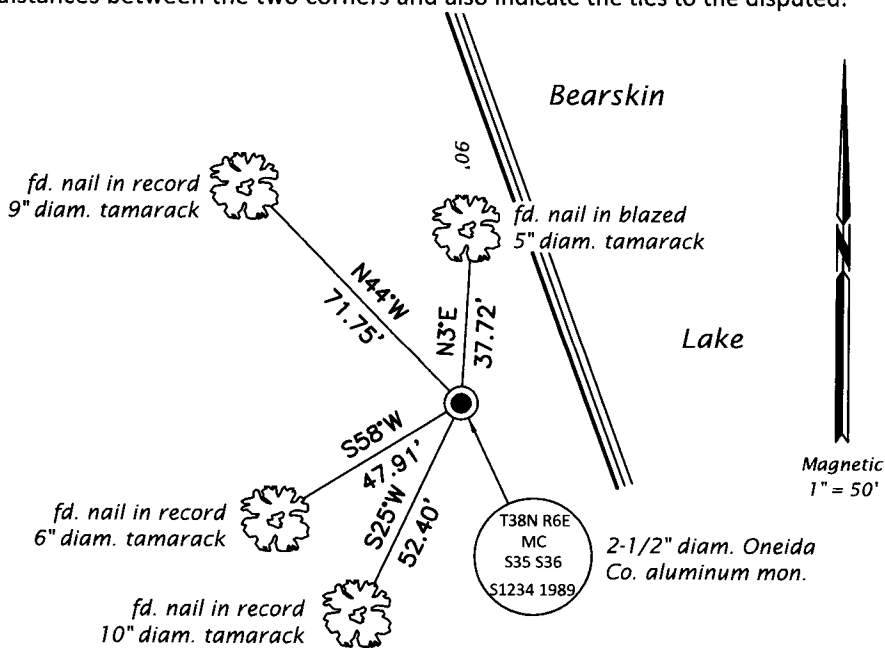 distances between the two corners and also indicate the ties to the disputed.
Bearskin
90'
fd. nail in record
9" diam. tamarack
fd. nail in blazed
5" diam. tamarack
N44°W
71.75'
N3°E
37.72'
Lake
N
S58°W
47.91'
S25°W
52.40'
Magnetic
1" = 50'
fd. nail in record
6" diam. tamarack
T38N R6E
MC
S35 S36
S1234 1989
2-1/2" diam. Oneida
Co. aluminum mon.
fd. nail in record
10" diam. tamarack